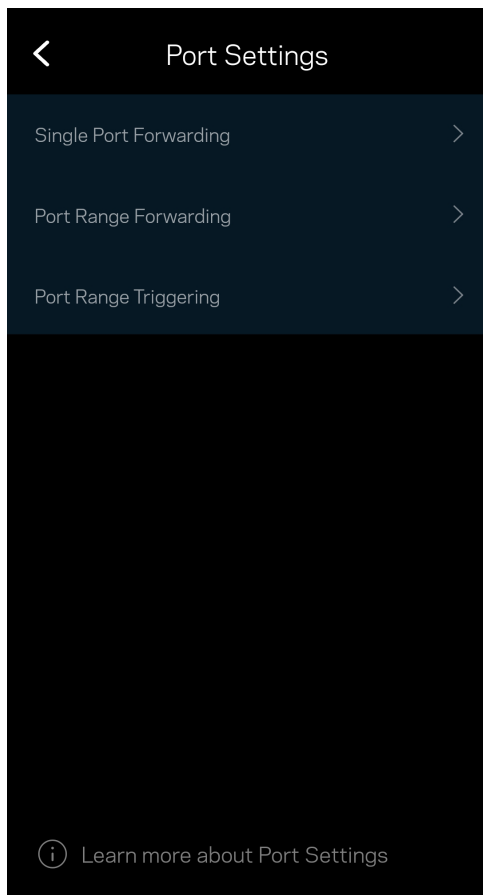 Port Settings
Single Port Forwarding
Port Range Forwarding
Port Range Triggering
Learn more about Port Settings